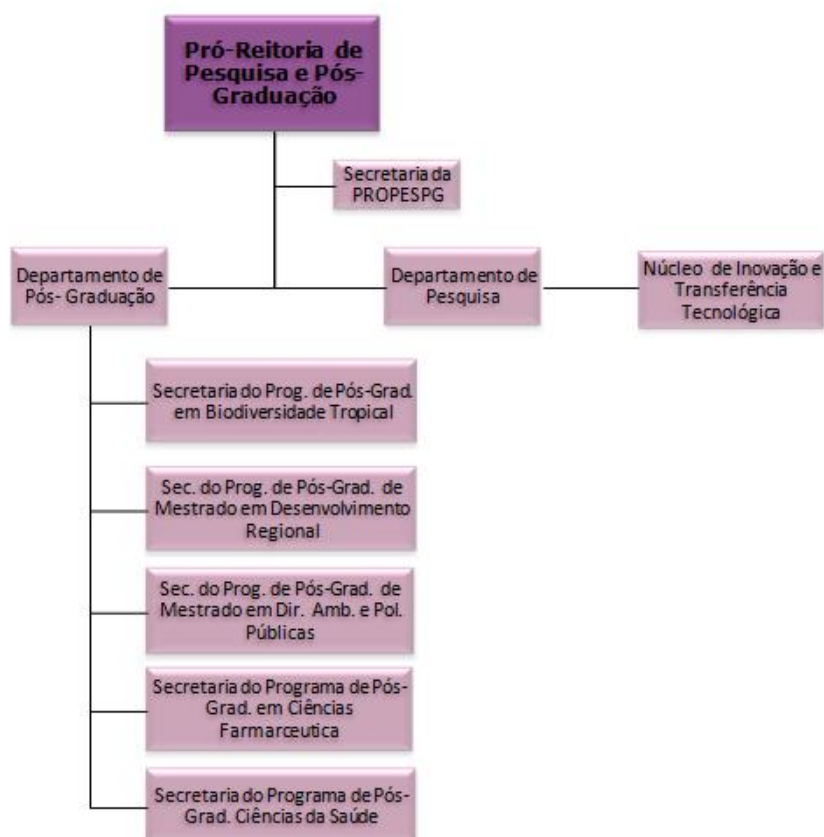 Pró-Reitoria de
Pesquisa e Pós-
Graduação
Secretaria da
PROPESPG
Departamento de
Pós- Graduação
Departamento de
Pesquisa
Núcleo de Inovação e
Transferência
Tecnológica
Secretaria do Prog. de Pós-Grad.
em Biodiversidade Tropical
Sec. do Prog. de Pós-Grad. de
Mestrado em Desenvolvimento
Regional
Sec. do Prog. de Pós-Grad. de
Mestrado em Dir. Amb. e Pol.
Públicas
Secretaria do Programa de Pós-
Grad. em Ciências
Farmarceutica
Secretaria do Programa de Pós-
Grad. Ciências da Saúde